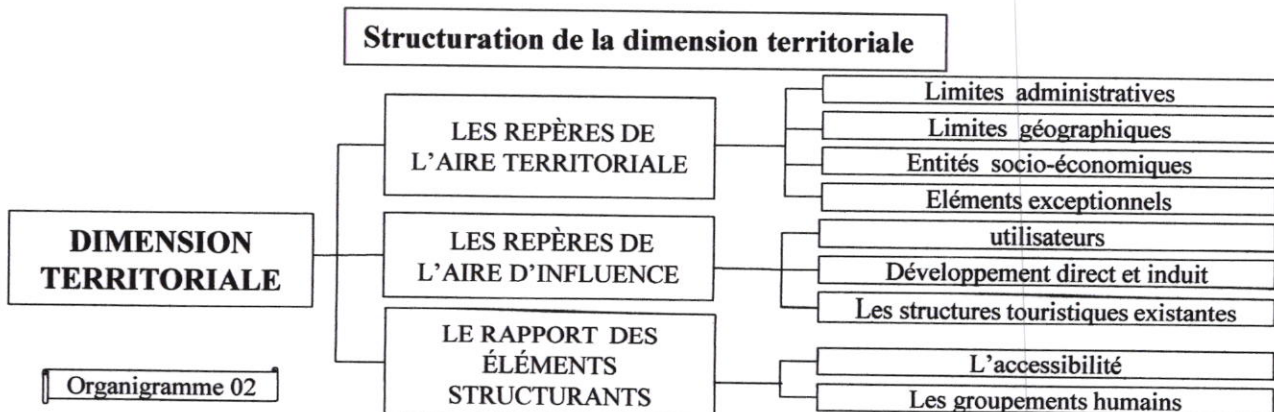 Structuration de la dimension territoriale
DIMENSION
TERRITORIALE
LES REPÈRES DE
L'AIRE TERRITORIALE
Limites administratives
Limites géographiques
Entités socio-économiques
Eléments exceptionnels
LES REPÈRES DE
L'AIRE D'INFLUENCE
utilisateurs
Développement direct et induit
Les structures touristiques existantes
LE RAPPORT DES
ÉLÉMENTS
STRUCTURANTS
L'accessibilité
Les groupements humains
Organigramme 02